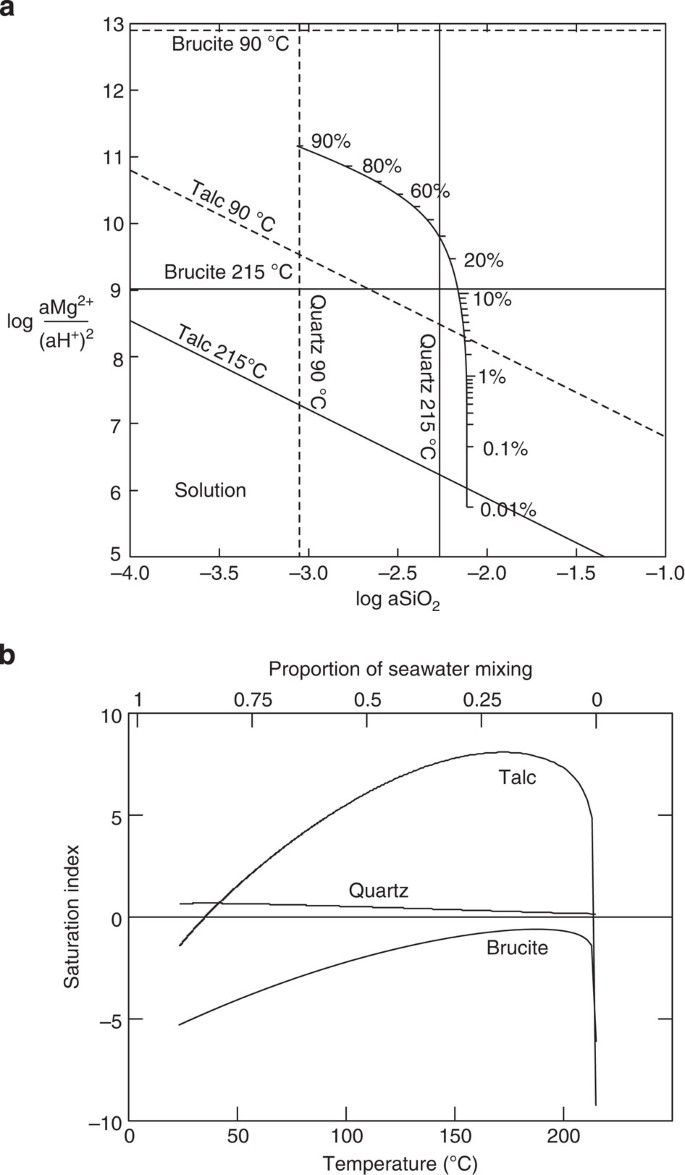 a
13
12
11
10
9
8
7
6
5
log aMg2+
(aH+)2
Brucite 90 °C
90%
80%
60%
Talc 90 °C
20%
Brucite 215 °C
10%
Talc 215°C
Quartz 90 °C
Quartz 215 °C
1%
0.1%
Solution
0.01%
–4.0 –3.5 –3.0 –2.5 –2.0 –1.5 –1.0
log aSiO2
b
Proportion of seawater mixing
1 0.75 0.5 0.25 0
10
5
0
–5
–10
Saturation index
Talc
Quartz
Brucite
0 50 100 150 200
Temperature (°C)